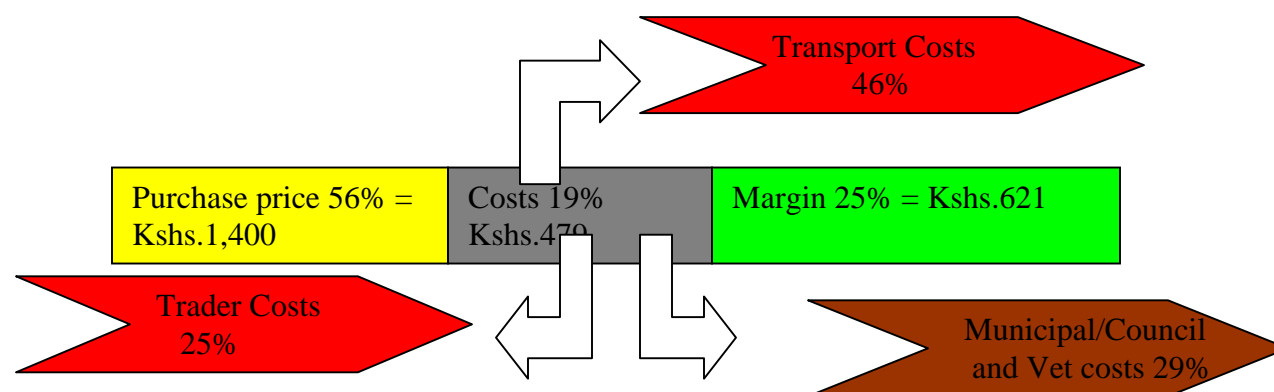 Transport Costs
46%
Purchase price 56% =
Kshs.1,400
Costs 19%
Kshs.479
Margin 25% = Kshs.621
Trader Costs
25%
Municipal/Council
and Vet costs 29%